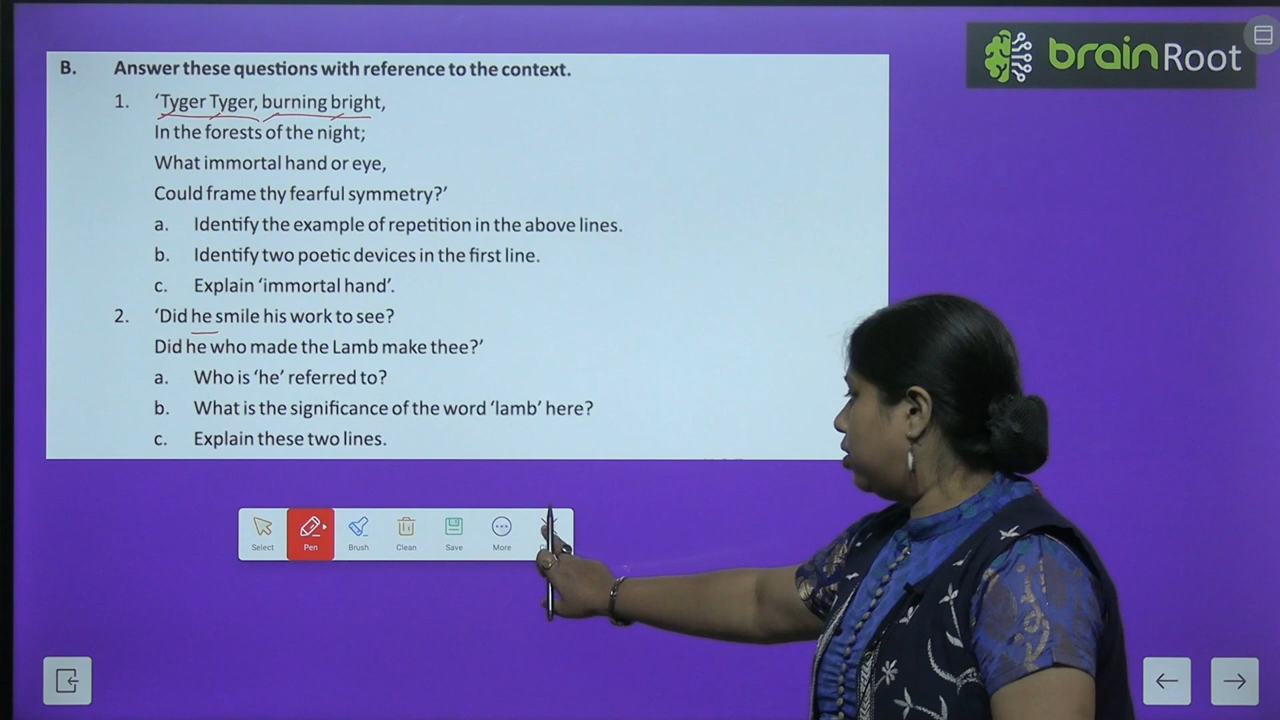 brainRoot
B. Answer these questions with reference to the context.
1. ‘Tyger Tyger, burning bright,
In the forests of the night;
What immortal hand or eye,
Could frame thy fearful symmetry?’
a. Identify the example of repetition in the above lines.
b. Identify two poetic devices in the first line.
c. Explain ‘immortal hand’.
2. ‘Did he smile his work to see?
Did he who made the Lamb make thee?’
a. Who is ‘he’ referred to?
b. What is the significance of the word ‘lamb’ here?
c. Explain these two lines.
Select Pen Brush Clean Save More